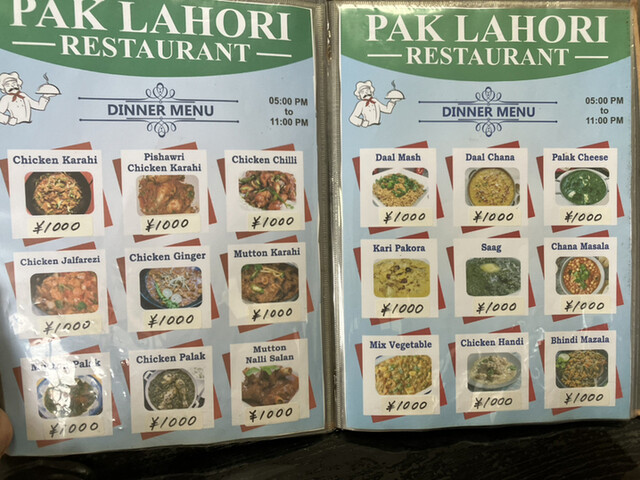 PAK LAHORI
RESTAURANT
DINNER MENU
05:00 PM
to
11:00 PM
Chicken Karahi
¥1000
Pishawri
Chicken Karahi
¥1000
Chicken Chilli
¥1000
Chicken Jalfarezi
¥1000
Chicken Ginger
¥1000
Mutton Karahi
¥1000
Palak
¥1000
Chicken Palak
¥1000
Mutton
Nalli Salan
¥1000
PAK LAHORI
RESTAURANT
DINNER MENU
05:00 PM
to
11:00 PM
Daal Mash
¥1000
Daal Chana
¥1000
Palak Cheese
¥1000
Kari Pakora
¥1000
Saag
¥1000
Chana Masala
¥1000
Mix Vegetable
¥1000
Chicken Handi
¥1000
Bhindi Mazala
¥1000